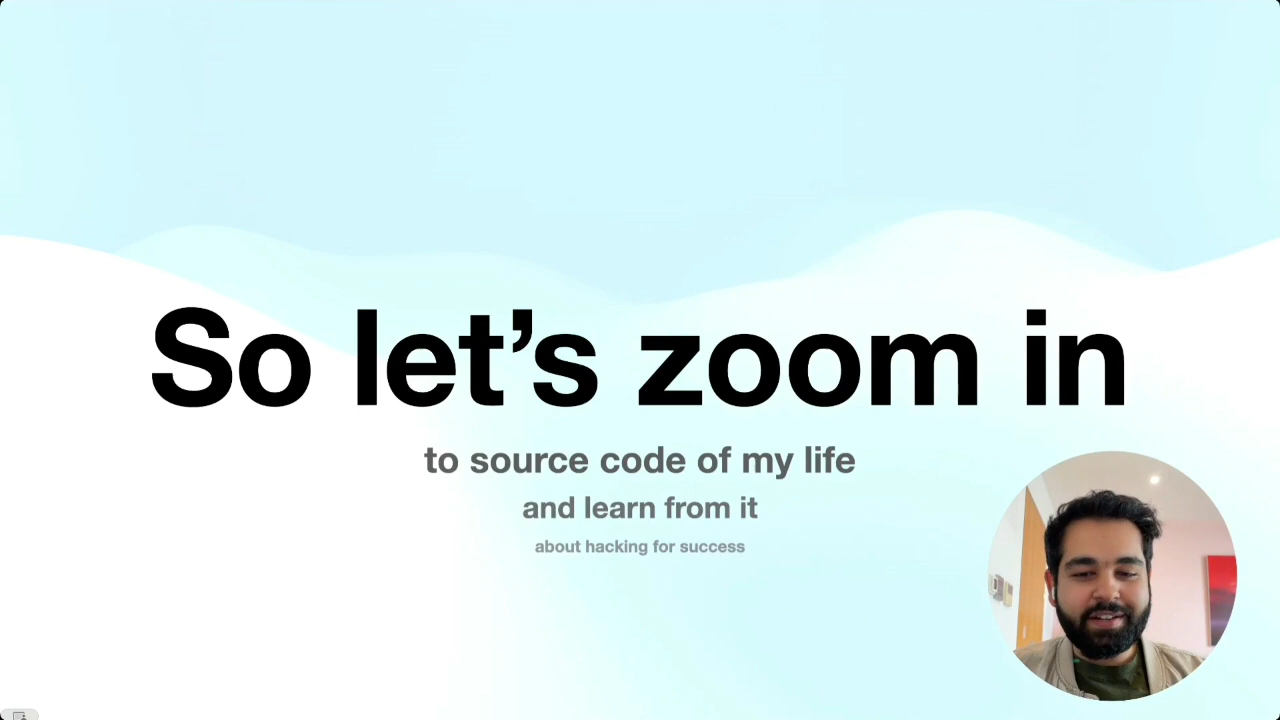 So let’s zoom in
to source code of my life
and learn from it
about hacking for success